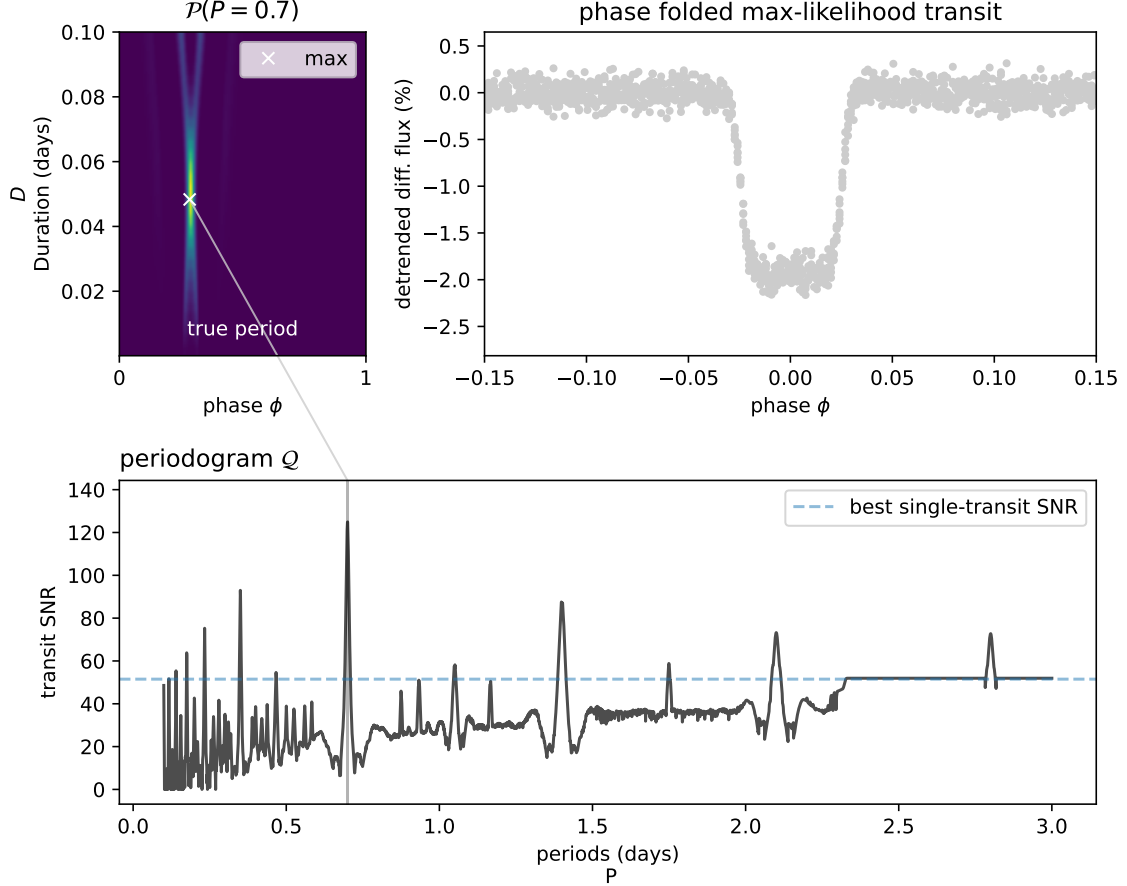 𝒫(P = 0.7)
0.10
0.08
0.06
0.04
0.02
D
Duration (days)
max
true period
0
1
phase ϕ
phase folded max-likelihood transit
0.5
0.0
−0.5
−1.0
−1.5
−2.0
−2.5
detrended diff. flux (%)
−0.15
−0.10
−0.05
0.00
0.05
0.10
0.15
phase ϕ
periodogram 𝒬
140
120
100
80
60
40
20
0
transit SNR
best single-transit SNR
0.0
0.5
1.0
1.5
2.0
2.5
3.0
periods (days)
P